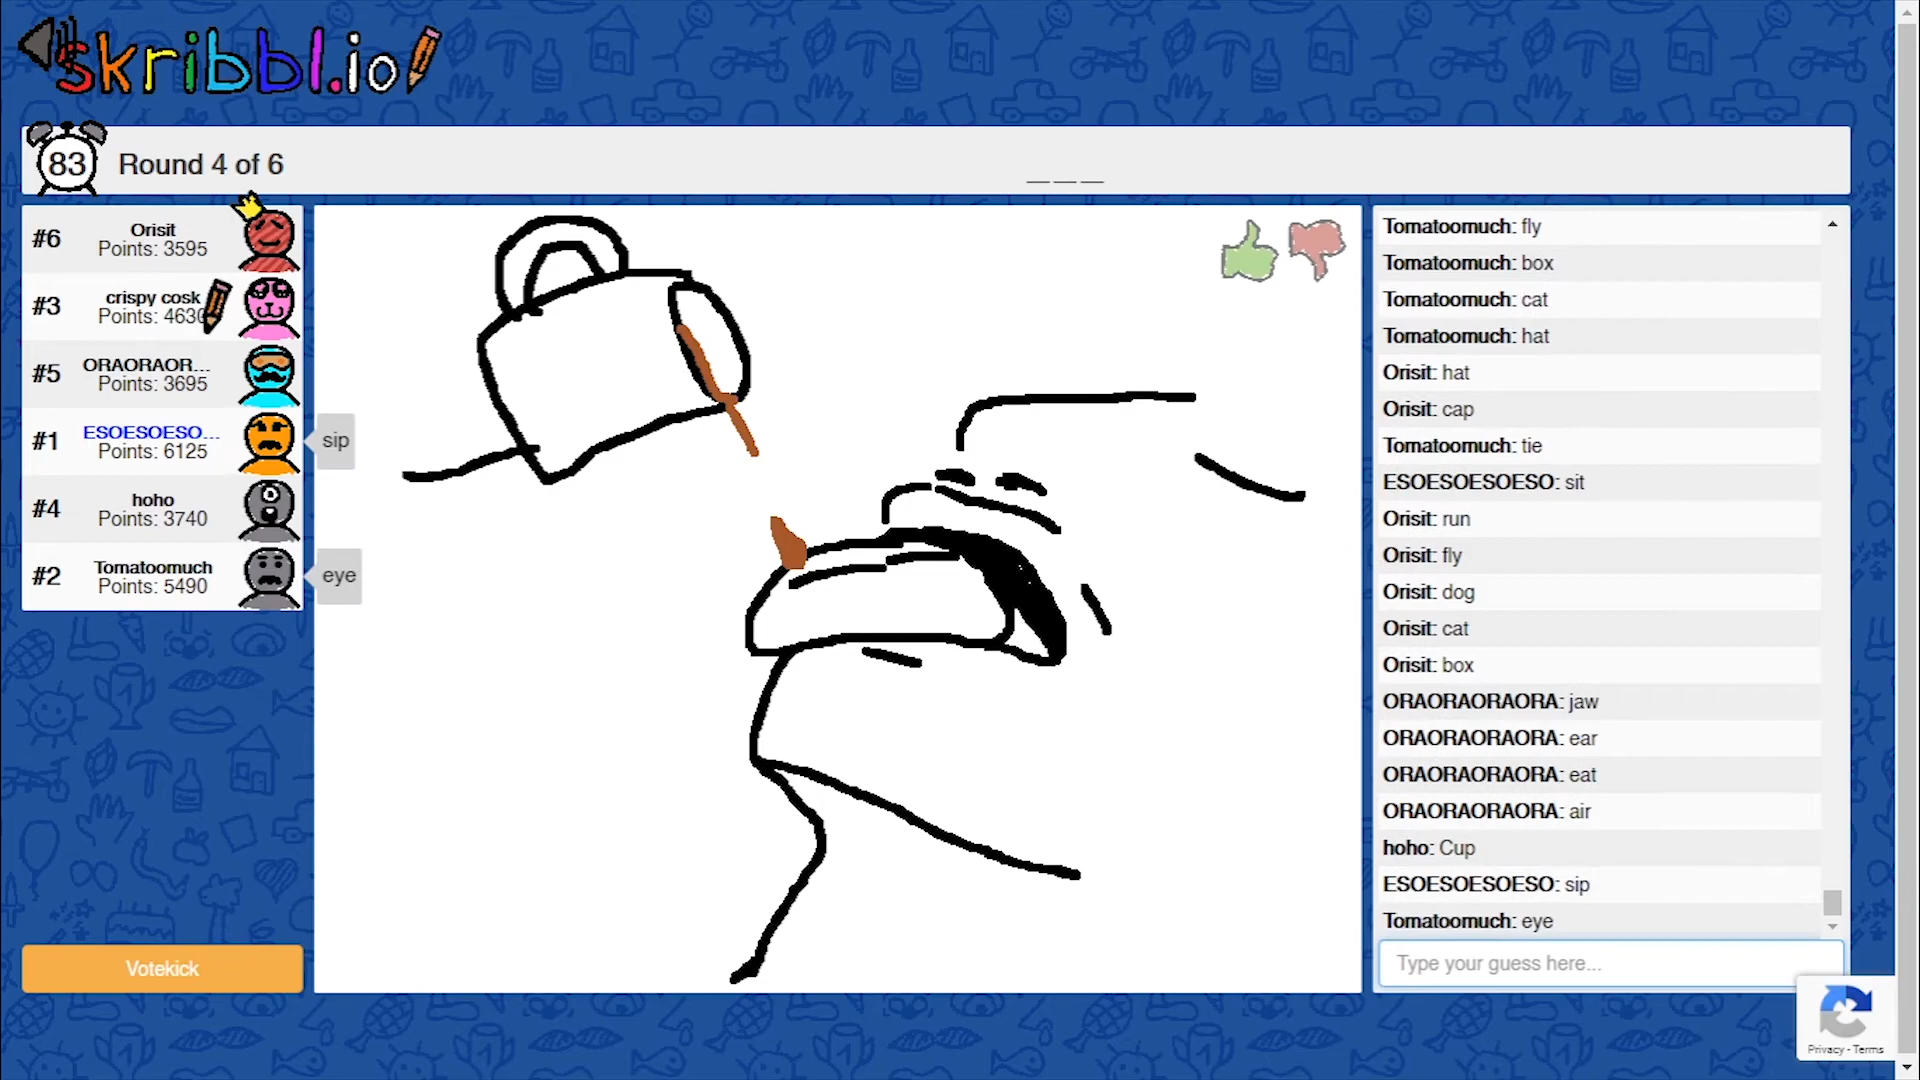 skribbl.io
83
Round 4 of 6
_ _ _
#6
Orisit
Points: 3595
#3
crispy cosk
Points: 4630
#5
ORAORAOR...
Points: 3695
#1
ESOESOESO...
Points: 6125
sip
#4
hoho
Points: 3740
#2
Tomatoomuch
Points: 5490
eye
Votekick
Tomatoomuch: fly
Tomatoomuch: box
Tomatoomuch: cat
Tomatoomuch: hat
Orisit: hat
Orisit: cap
Tomatoomuch: tie
ESOESOESOESO: sit
Orisit: run
Orisit: fly
Orisit: dog
Orisit: cat
Orisit: box
ORAORAORAORA: jaw
ORAORAORAORA: ear
ORAORAORAORA: eat
ORAORAORAORA: air
hoho: Cup
ESOESOESOESO: sip
Tomatoomuch: eye
Type your guess here...
Privacy - Terms